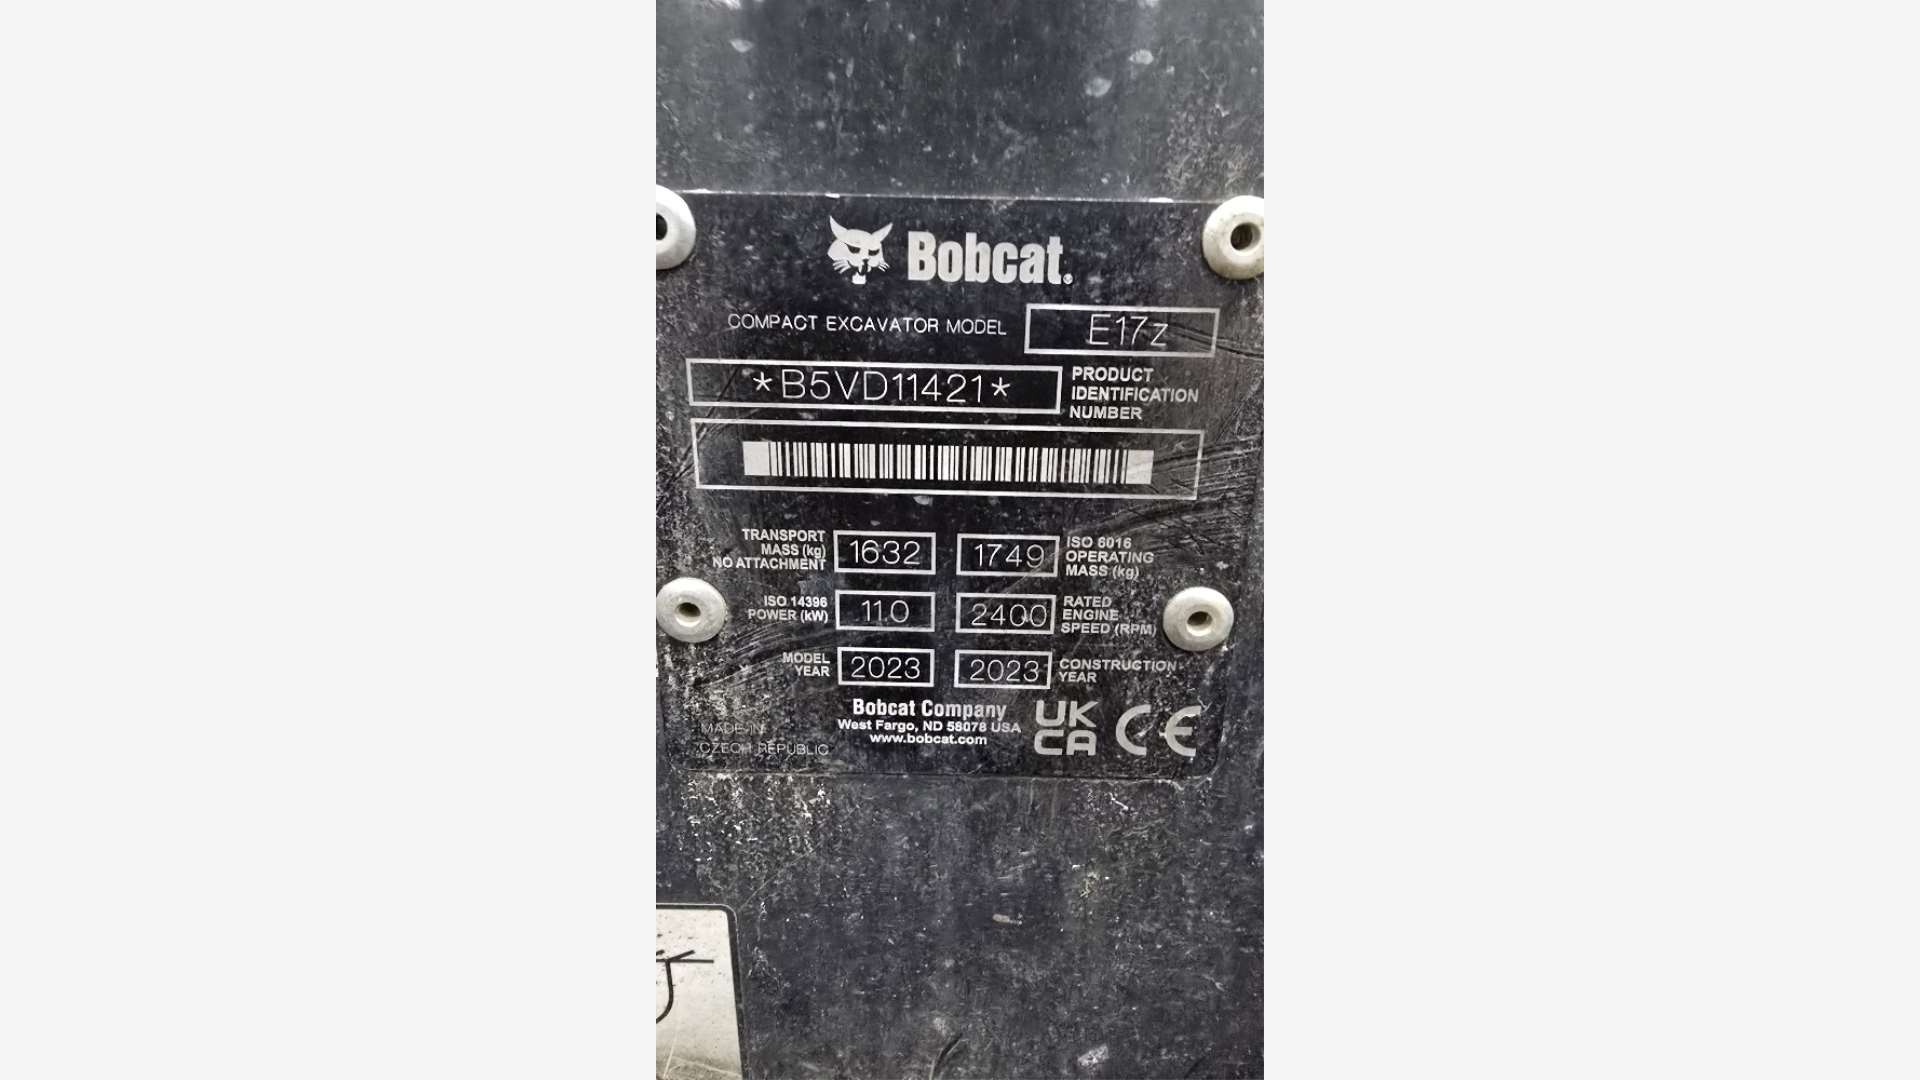 Bobcat.
COMPACT EXCAVATOR MODEL E17z
*B5VD11421* PRODUCT IDENTIFICATION NUMBER
TRANSPORT MASS (kg) NO ATTACHMENT 1632
1749 ISO 6016 OPERATING MASS (kg)
ISO 14396 POWER (kW) 11.0
2400 RATED ENGINE SPEED (RPM)
MODEL YEAR 2023
2023 CONSTRUCTION YEAR
Bobcat Company
West Fargo, ND 58078 USA
www.bobcat.com
MADE IN
CZECH REPUBLIC
UK
CA
CE